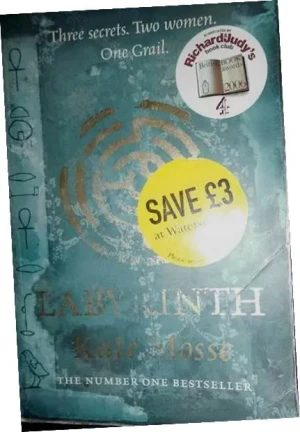 Three secrets. Two women.
One Grail.
Richard&Judy's
book club
2006
4
SAVE £3
at
LABYRINTH
Kate Mosse
THE NUMBER ONE BESTSELLER